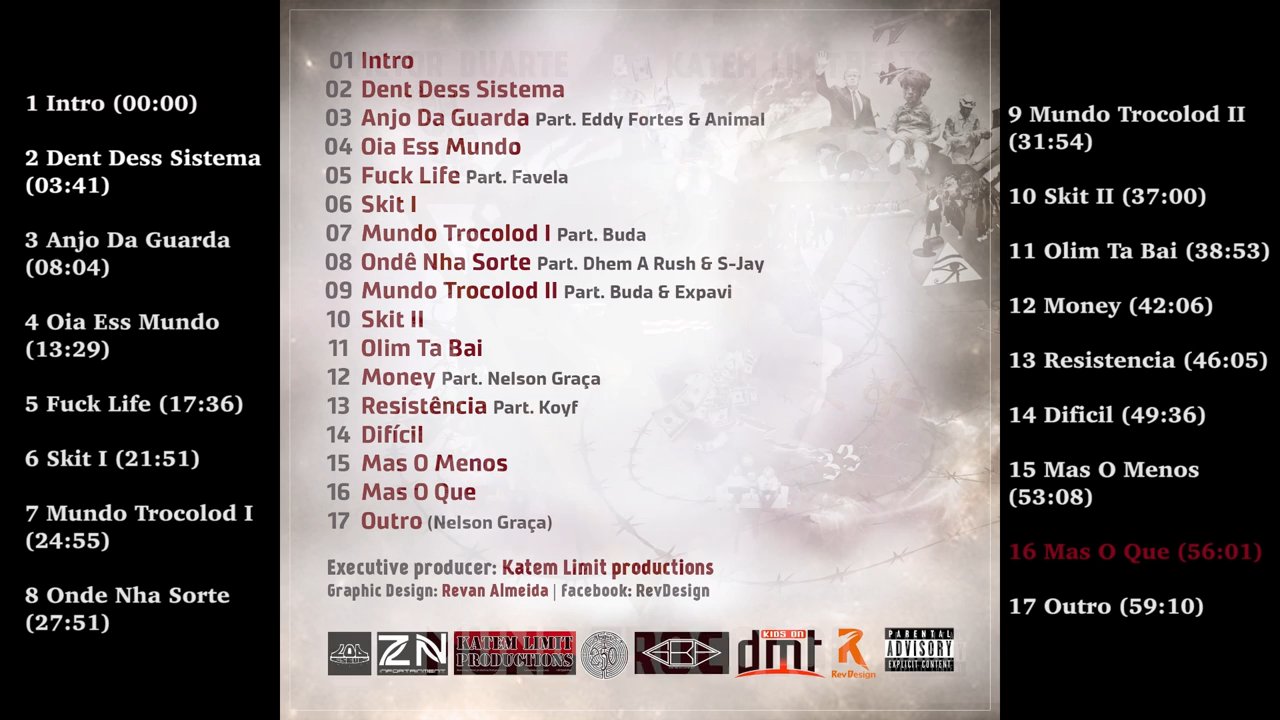 1 Intro (00:00)
2 Dent Dess Sistema
(03:41)
3 Anjo Da Guarda
(08:04)
4 Oia Ess Mundo
(13:29)
5 Fuck Life (17:36)
6 Skit I (21:51)
7 Mundo Trocolod I
(24:55)
8 Onde Nha Sorte
(27:51)
01 Intro
02 Dent Dess Sistema
03 Anjo Da Guarda Part. Eddy Fortes & Animal
04 Oia Ess Mundo
05 Fuck Life Part. Favela
06 Skit I
07 Mundo Trocolod I Part. Buda
08 Ondê Nha Sorte Part. Dhem A Rush & S-Jay
09 Mundo Trocolod II Part. Buda & Expavi
10 Skit II
11 Olim Ta Bai
12 Money Part. Nelson Graça
13 Resistência Part. Koyf
14 Difícil
15 Mas O Menos
16 Mas O Que
17 Outro (Nelson Graça)
Executive producer: Katem Limit productions
Graphic Design: Revan Almeida | Facebook: RevDesign
ZN
INFORTAINMENT
KATEM LIMIT
PRODUCTIONS
KIDS ON
dmt
RevDesign
PARENTAL
ADVISORY
EXPLICIT CONTENT
9 Mundo Trocolod II
(31:54)
10 Skit II (37:00)
11 Olim Ta Bai (38:53)
12 Money (42:06)
13 Resistencia (46:05)
14 Dificil (49:36)
15 Mas O Menos
(53:08)
16 Mas O Que (56:01)
17 Outro (59:10)